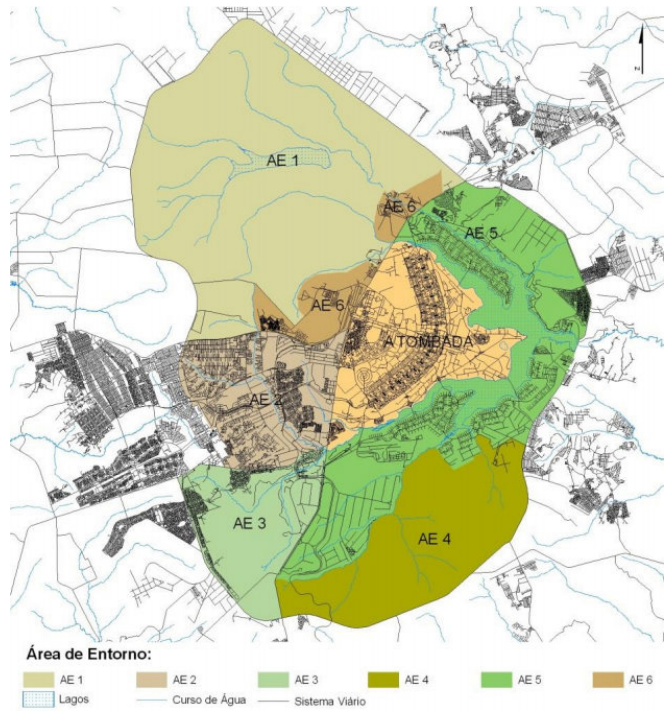 N
AE 1
AE 6
AE 5
AE 6
A TOMBADA
AE 2
AE 3
AE 4
Área de Entorno:
AE 1 AE 2 AE 3 AE 4 AE 5 AE 6
Lagos Curso de Água Sistema Viário